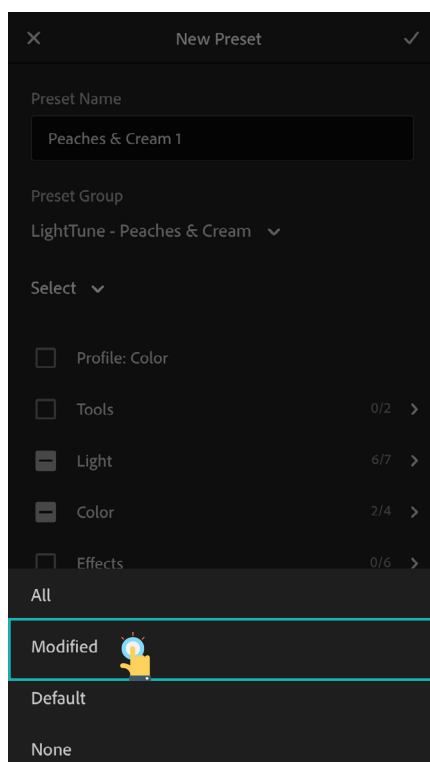 New Preset
Preset Name
Peaches & Cream 1
Preset Group
LightTune - Peaches & Cream
Select
Profile: Color
Tools 0/2
Light 6/7
Color 2/4
Effects 0/6
All
Modified
Default
None